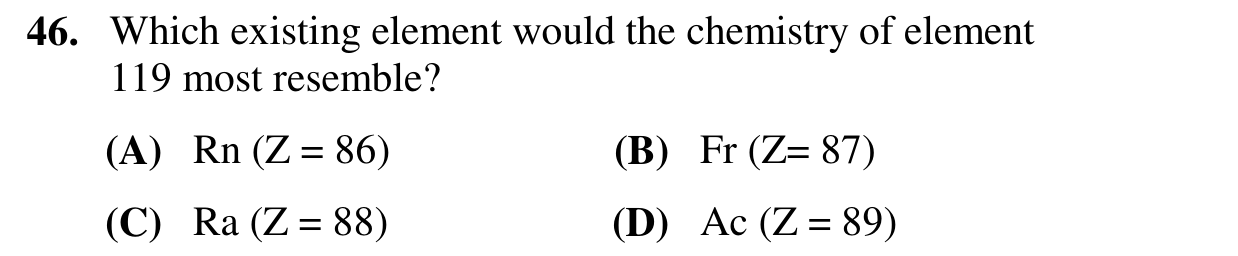 46. Which existing element would the chemistry of element
119 most resemble?
(A) Rn (Z = 86) (B) Fr (Z= 87)
(C) Ra (Z = 88) (D) Ac (Z = 89)